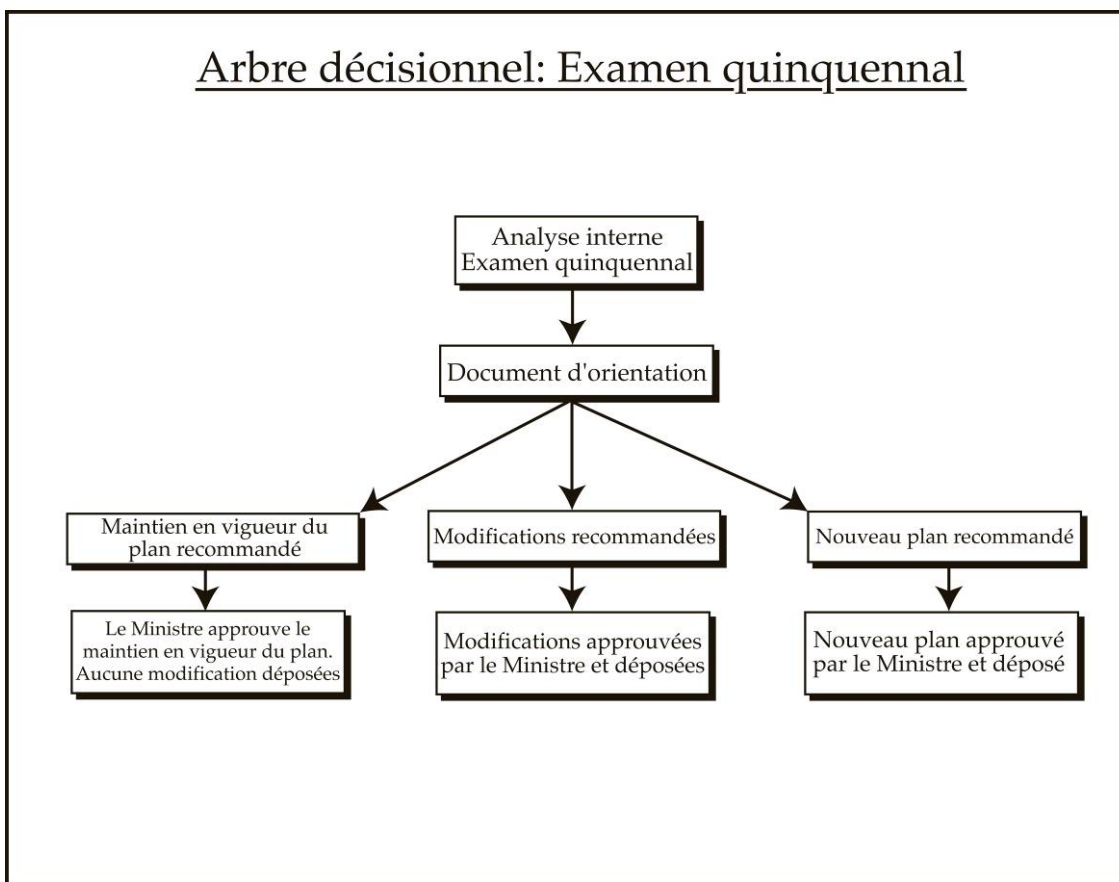 Arbre décisionnel: Examen quinquennal
Analyse interne
Examen quinquennal
Document d'orientation
Maintien en vigueur du
plan recommandé
Modifications recommandées
Nouveau plan recommandé
Le Ministre approuve le
maintien en vigueur du plan.
Aucune modification déposées
Modifications approuvées
par le Ministre et déposées
Nouveau plan approuvé
par le Ministre et déposé